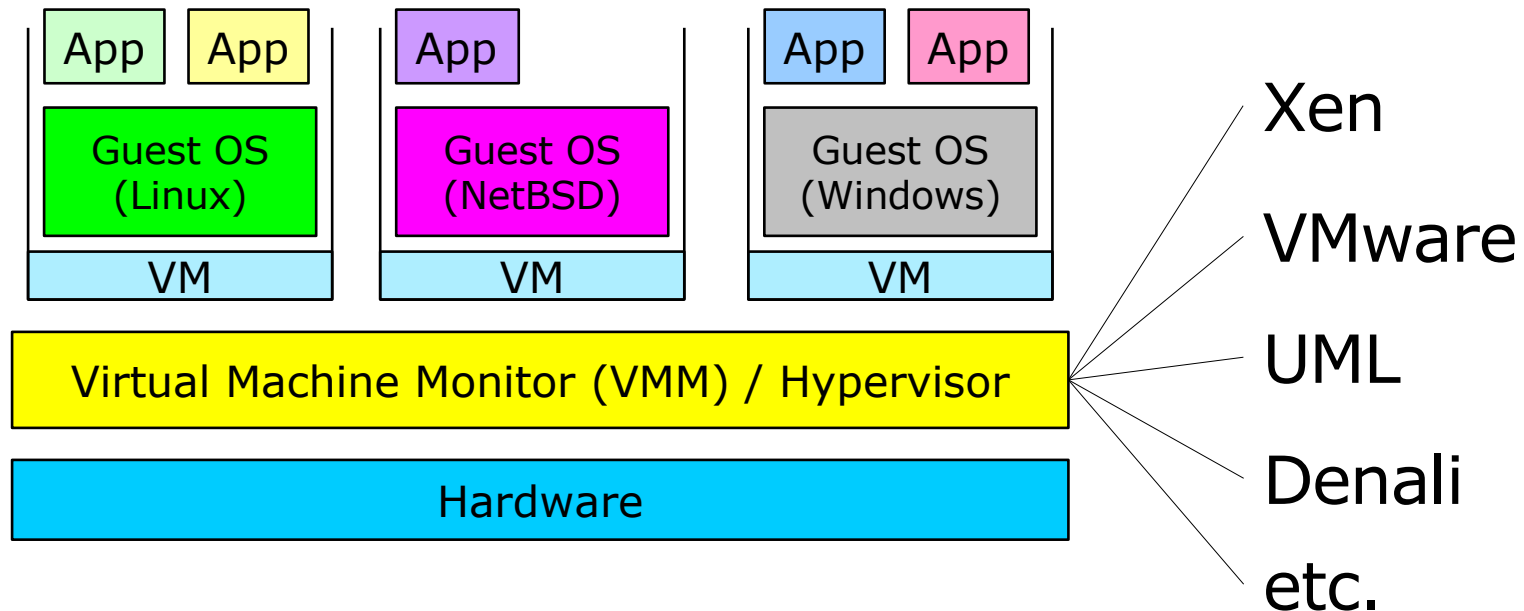 App App App App App
Guest OS Guest OS Guest OS
(Linux) (NetBSD) (Windows)
VM VM VM
Virtual Machine Monitor (VMM) / Hypervisor
Hardware
Xen
VMware
UML
Denali
etc.